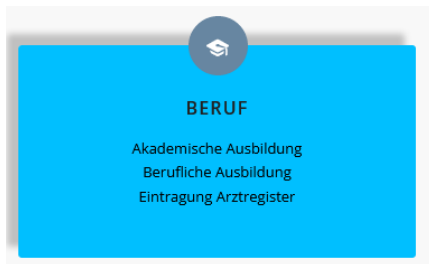 BERUF
Akademische Ausbildung
Berufliche Ausbildung
Eintragung Arztregister